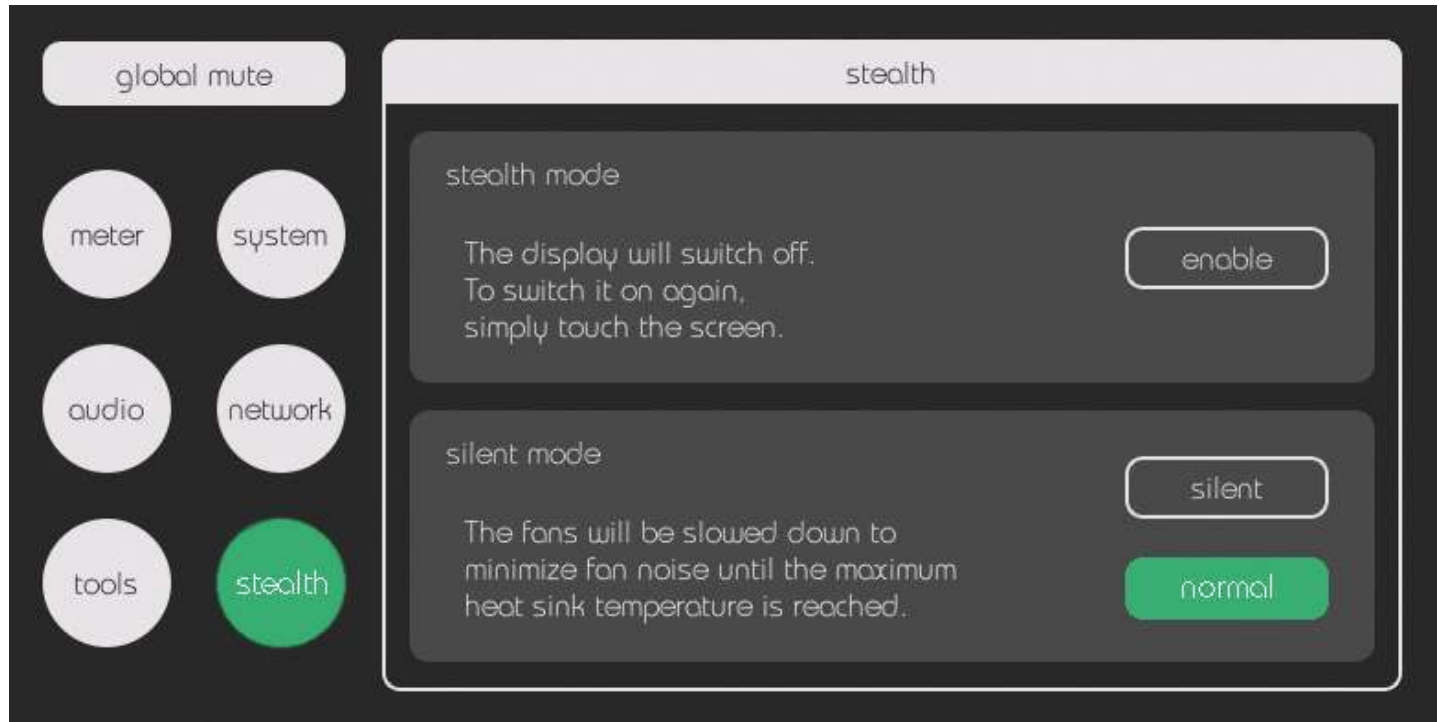 global mute
stealth
meter
system
audio
network
tools
stealth
stealth mode
The display will switch off.
To switch it on again,
simply touch the screen.
enable
silent mode
The fans will be slowed down to
minimize fan noise until the maximum
heat sink temperature is reached.
silent
normal